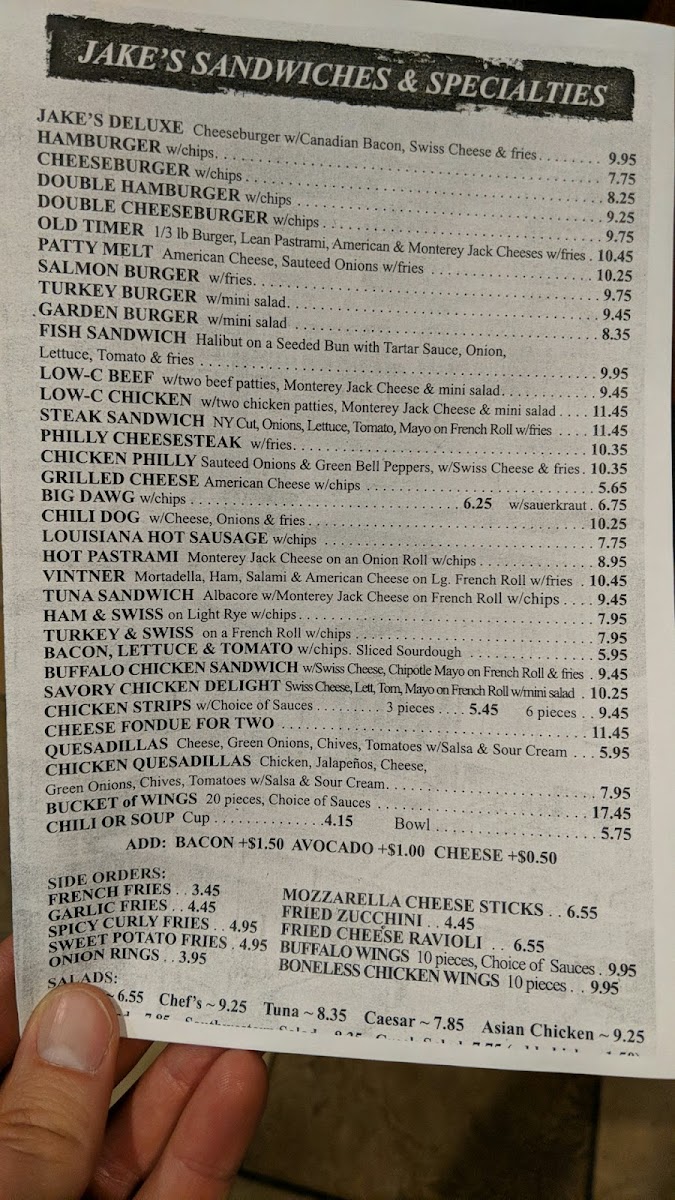 JAKE'S SANDWICHES & SPECIALTIES
JAKE'S DELUXE Cheeseburger w/Canadian Bacon, Swiss Cheese & fries........ 9.95
HAMBURGER w/chips........ 7.75
CHEESEBURGER w/chips........ 8.25
DOUBLE HAMBURGER w/chips........ 9.25
DOUBLE CHEESEBURGER w/chips........ 9.75
OLD TIMER 1/3 lb Burger, Lean Pastrami, American & Monterey Jack Cheeses w/fries . 10.45
PATTY MELT American Cheese, Sauteed Onions w/fries........ 10.25
SALMON BURGER w/fries........ 9.75
TURKEY BURGER w/mini salad........ 9.45
GARDEN BURGER w/mini salad........ 8.35
FISH SANDWICH Halibut on a Seeded Bun with Tartar Sauce, Onion,
Lettuce, Tomato & fries........ 9.95
LOW-C BEEF w/two beef patties, Monterey Jack Cheese & mini salad........ 9.45
LOW-C CHICKEN w/two chicken patties, Monterey Jack Cheese & mini salad .... 11.45
STEAK SANDWICH NY Cut, Onions, Lettuce, Tomato, Mayo on French Roll w/fries .... 11.45
PHILLY CHEESESTEAK w/fries........ 10.35
CHICKEN PHILLY Sauteed Onions & Green Bell Peppers, w/Swiss Cheese & fries . 10.35
GRILLED CHEESE American Cheese w/chips........ 5.65
BIG DAWG w/chips........ 6.25 w/sauerkraut . 6.75
CHILI DOG w/Cheese, Onions & fries........ 10.25
LOUISIANA HOT SAUSAGE w/chips........ 7.75
HOT PASTRAMI Monterey Jack Cheese on an Onion Roll w/chips........ 8.95
VINTNER Mortadella, Ham, Salami & American Cheese on Lg. French Roll w/fries . 10.45
TUNA SANDWICH Albacore w/Monterey Jack Cheese on French Roll w/chips .... 9.45
HAM & SWISS on Light Rye w/chips........ 7.95
TURKEY & SWISS on a French Roll w/chips........ 7.95
BACON, LETTUCE & TOMATO w/chips. Sliced Sourdough........ 5.95
BUFFALO CHICKEN SANDWICH w/Swiss Cheese, Chipotle Mayo on French Roll & fries . 9.45
SAVORY CHICKEN DELIGHT Swiss Cheese, Lett, Tom, Mayo on French Roll w/mini salad . 10.25
CHICKEN STRIPS w/Choice of Sauces ......... 3 pieces .... 5.45 6 pieces .. 9.45
CHEESE FONDUE FOR TWO........ 11.45
QUESADILLAS Cheese, Green Onions, Chives, Tomatoes w/Salsa & Sour Cream ... 5.95
CHICKEN QUESADILLAS Chicken, Jalapeños, Cheese,
Green Onions, Chives, Tomatoes w/Salsa & Sour Cream........ 7.95
BUCKET of WINGS 20 pieces, Choice of Sauces........ 17.45
CHILI OR SOUP Cup.............4.15 Bowl........ 5.75
ADD: BACON +$1.50 AVOCADO +$1.00 CHEESE +$0.50
SIDE ORDERS:
FRENCH FRIES . . 3.45
GARLIC FRIES . . 4.45
SPICY CURLY FRIES . . 4.95
SWEET POTATO FRIES . 4.95
ONION RINGS . . 3.95
MOZZARELLA CHEESE STICKS . . 6.55
FRIED ZUCCHINI . . 4.45
FRIED CHEESE RAVIOLI . . 6.55
BUFFALO WINGS 10 pieces, Choice of Sauces . 9.95
BONELESS CHICKEN WINGS 10 pieces . . 9.95
SALADS:
~ 6.55 Chef's ~ 9.25 Tuna ~ 8.35 Caesar ~ 7.85 Asian Chicken ~ 9.25